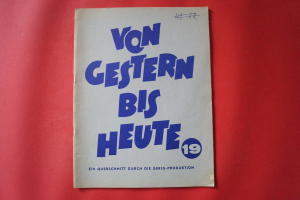 VON
GESTERN
BIS
HEUTE 19
EIN QUERSCHNITT DURCH DIE GERIG-PRODUKTION